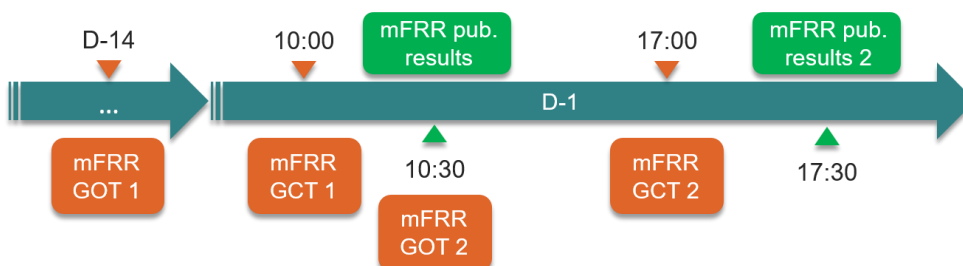 D-14
10:00
mFRR pub.
results
17:00
mFRR pub.
results 2
...
D-1
mFRR
GOT 1
mFRR
GCT 1
10:30
mFRR
GOT 2
mFRR
GCT 2
17:30